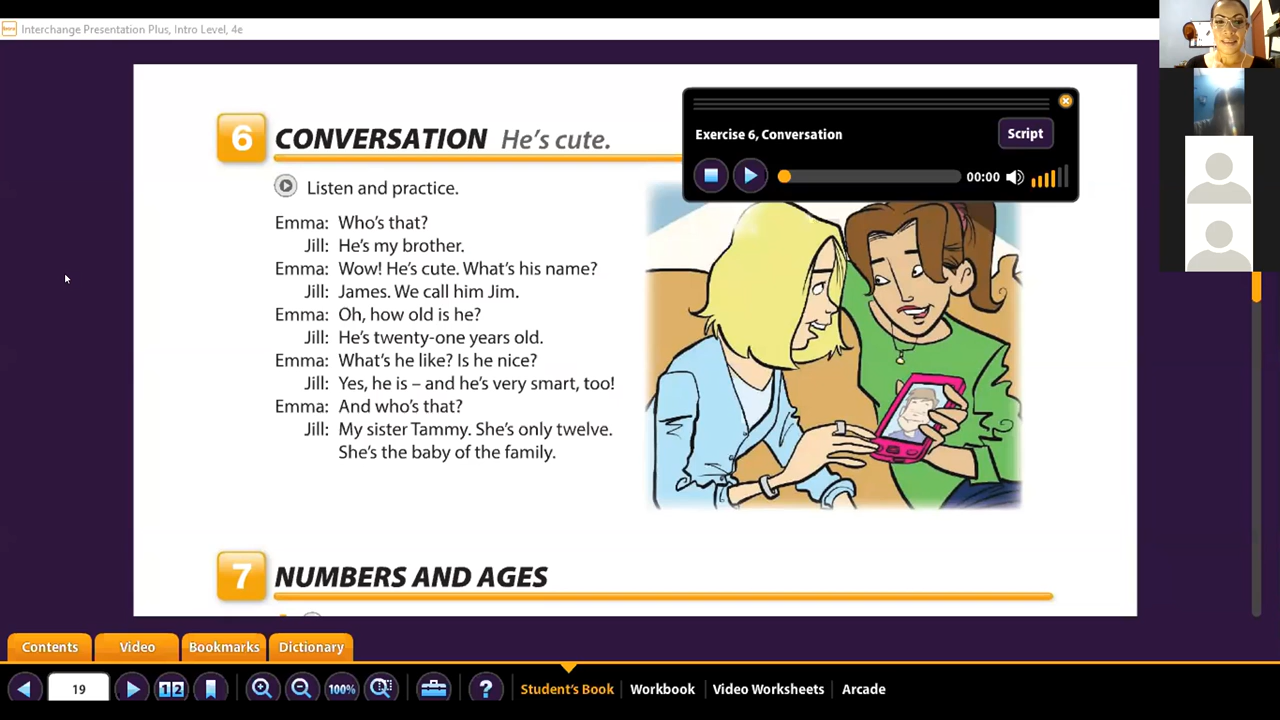 Interchange Presentation Plus, Intro Level, 4e
6 CONVERSATION He's cute.
Exercise 6, Conversation
Script
00:00
Listen and practice.
Emma: Who's that?
Jill: He's my brother.
Emma: Wow! He's cute. What's his name?
Jill: James. We call him Jim.
Emma: Oh, how old is he?
Jill: He's twenty-one years old.
Emma: What's he like? Is he nice?
Jill: Yes, he is – and he's very smart, too!
Emma: And who's that?
Jill: My sister Tammy. She's only twelve.
She's the baby of the family.
7 NUMBERS AND AGES
Contents Video Bookmarks Dictionary
19 12 100% ? Student's Book Workbook Video Worksheets Arcade